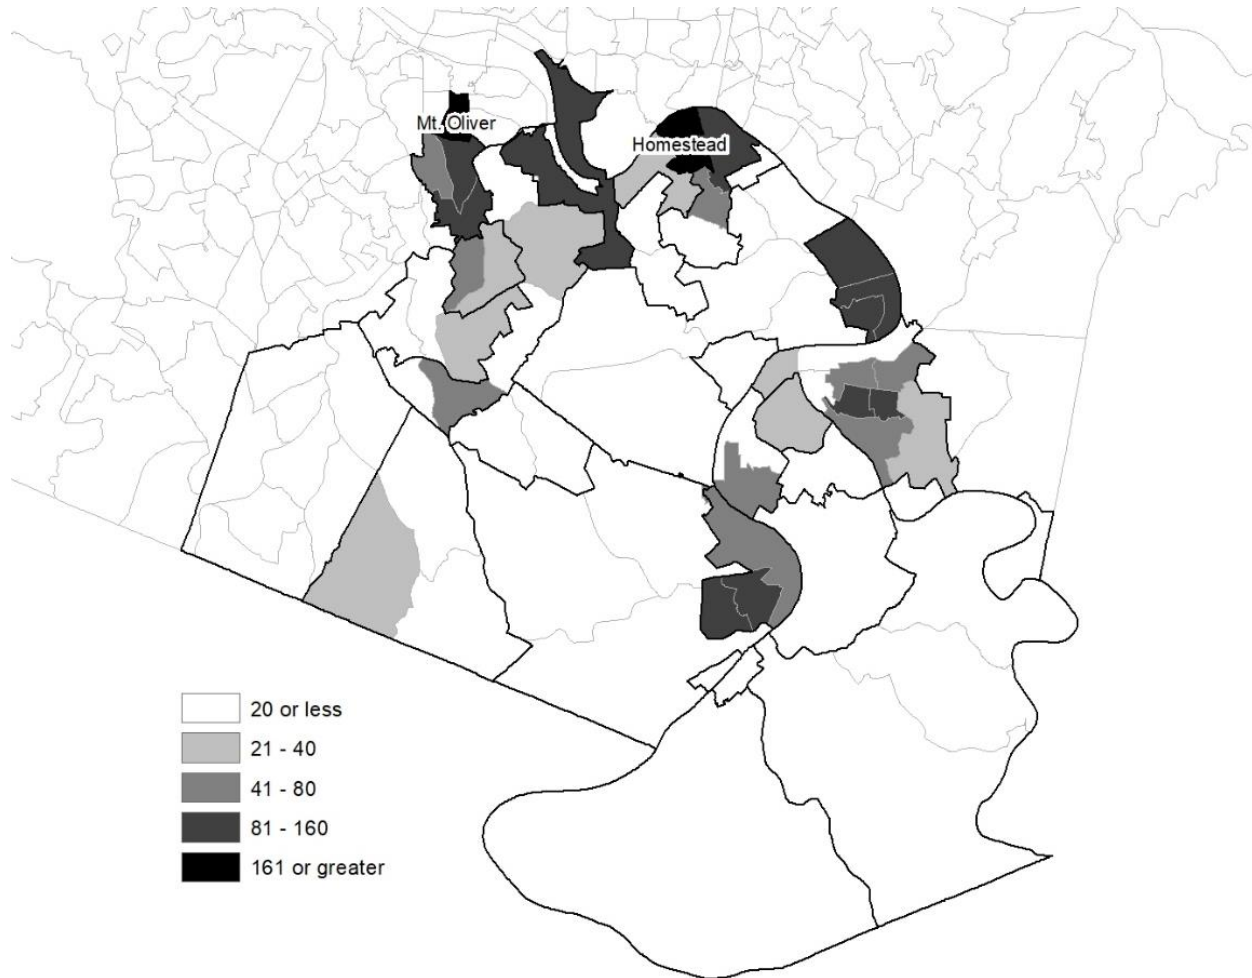 Mt. Oliver
Homestead
20 or less
21 - 40
41 - 80
81 - 160
161 or greater